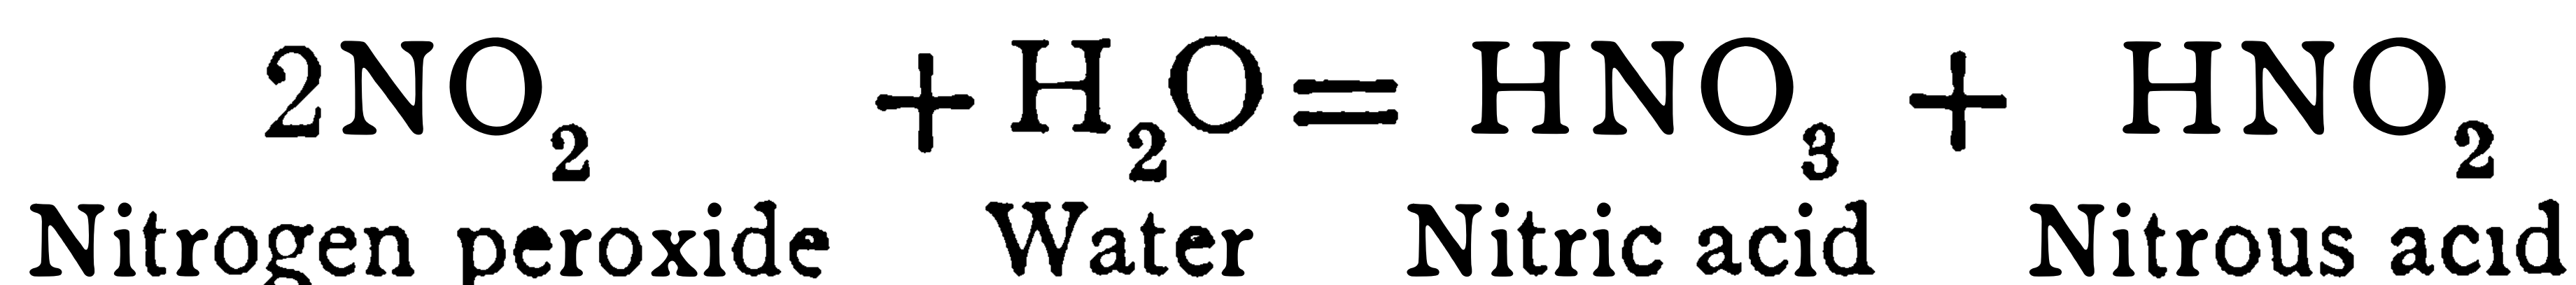 2NO₂ + H₂O = HNO₃ + HNO₂
Nitrogen peroxide Water Nitric acid Nitrous acid